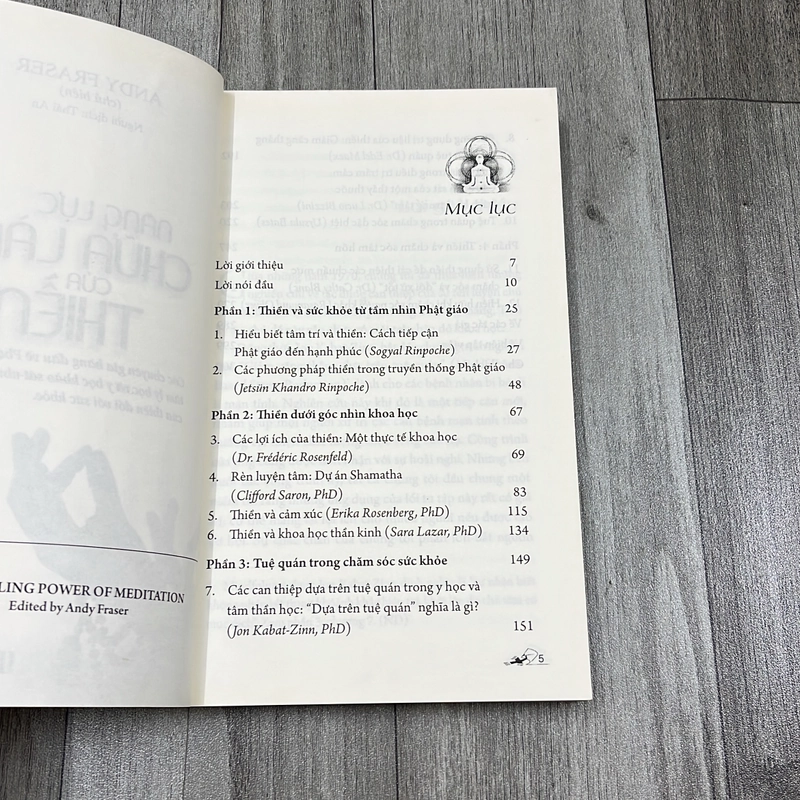 ANDY FRASER
(chủ biên)
NĂNG LỰC
CỦA
THIỀN
LING POWER OF MEDITATION
Edited by Andy Fraser
Mục lục
Lời giới thiệu 7
Lời nói đầu 10
Phần 1: Thiền và sức khỏe từ tầm nhìn Phật giáo 25
1. Hiểu biết tâm trí và thiền: Cách tiếp cận
Phật giáo đến hạnh phúc (Sogyal Rinpoche) 27
2. Các phương pháp thiền trong truyền thống Phật giáo
(Jetsün Khandro Rinpoche) 48
Phần 2: Thiền dưới góc nhìn khoa học 67
3. Các lợi ích của thiền: Một thực tế khoa học
(Dr. Frédéric Rosenfeld) 69
4. Rèn luyện tâm: Dự án Shamatha
(Clifford Saron, PhD) 83
5. Thiền và cảm xúc (Erika Rosenberg, PhD) 115
6. Thiền và khoa học thần kinh (Sara Lazar, PhD) 134
Phần 3: Tuệ quán trong chăm sóc sức khỏe 149
7. Các can thiệp dựa trên tuệ quán trong y học và
tâm thần học: “Dựa trên tuệ quán” nghĩa là gì?
(Jon Kabat-Zinn, PhD) 151
5